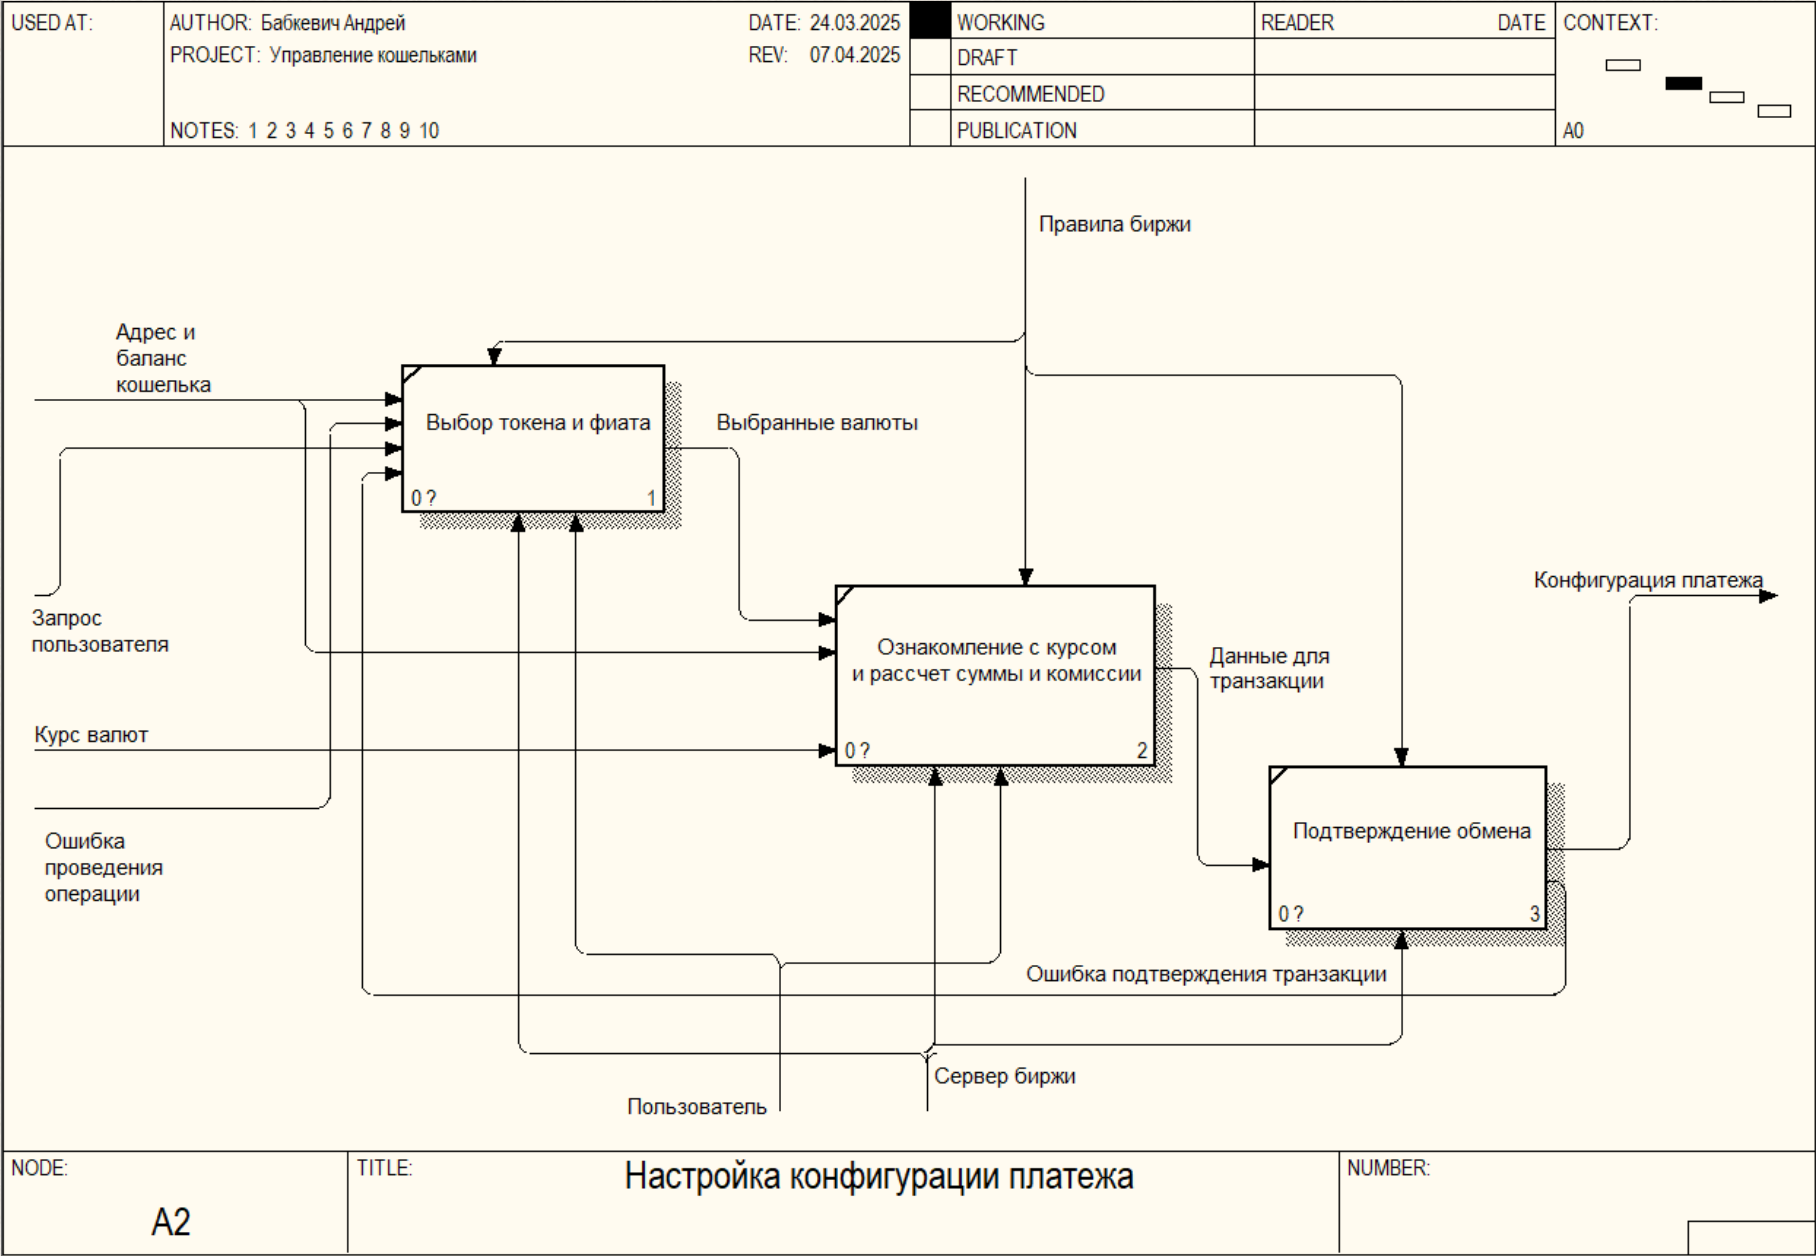 USED AT:
AUTHOR: Бабкевич Андрей
DATE: 24.03.2025
PROJECT: Управление кошельками
REV: 07.04.2025
NOTES: 1 2 3 4 5 6 7 8 9 10
WORKING
DRAFT
RECOMMENDED
PUBLICATION
READER DATE
CONTEXT:
A0
Правила биржи
Адрес и
баланс
кошелька
Выбор токена и фиата
0 ? 1
Выбранные валюты
Запрос
пользователя
Ознакомление с курсом
и рассчет суммы и комиссии
0 ? 2
Конфигурация платежа
Данные для
транзакции
Курс валют
Ошибка
проведения
операции
Подтверждение обмена
0 ? 3
Ошибка подтверждения транзакции
Сервер биржи
Пользователь
NODE:
A2
TITLE:
Настройка конфигурации платежа
NUMBER: